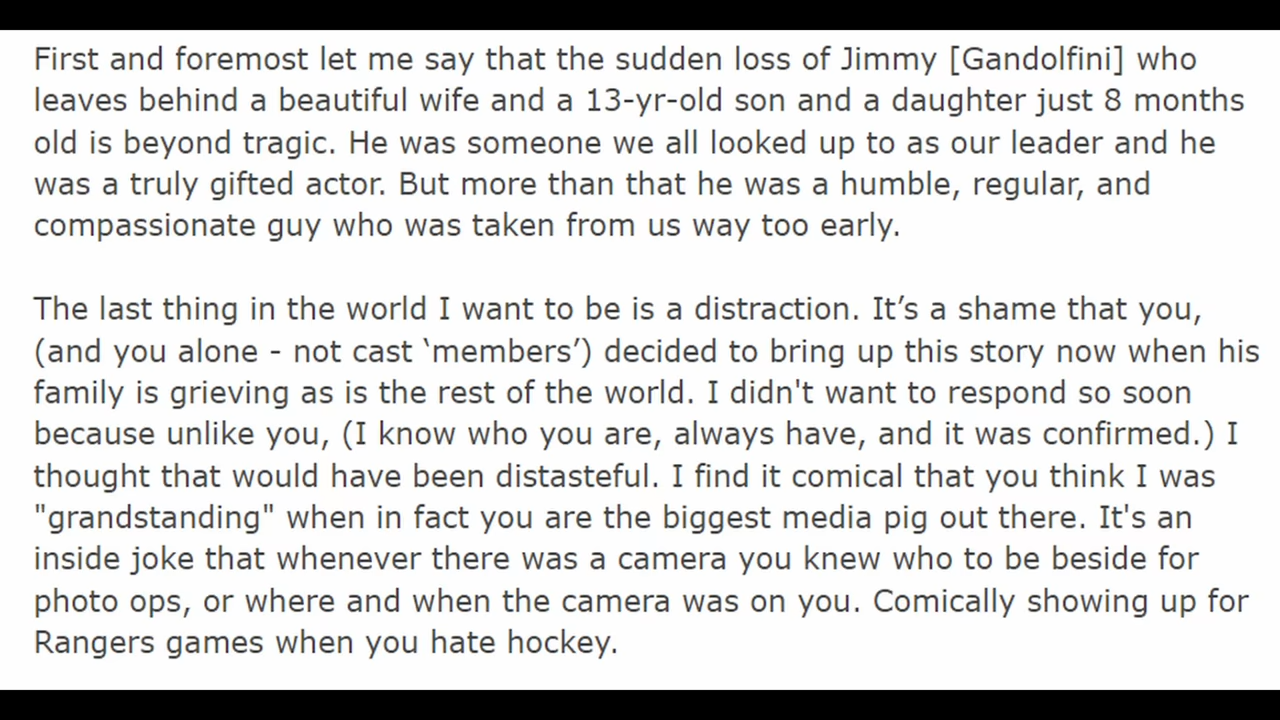 First and foremost let me say that the sudden loss of Jimmy [Gandolfini] who
leaves behind a beautiful wife and a 13-yr-old son and a daughter just 8 months
old is beyond tragic. He was someone we all looked up to as our leader and he
was a truly gifted actor. But more than that he was a humble, regular, and
compassionate guy who was taken from us way too early.
The last thing in the world I want to be is a distraction. It’s a shame that you,
(and you alone - not cast ‘members’) decided to bring up this story now when his
family is grieving as is the rest of the world. I didn't want to respond so soon
because unlike you, (I know who you are, always have, and it was confirmed.) I
thought that would have been distasteful. I find it comical that you think I was
"grandstanding" when in fact you are the biggest media pig out there. It's an
inside joke that whenever there was a camera you knew who to be beside for
photo ops, or where and when the camera was on you. Comically showing up for
Rangers games when you hate hockey.